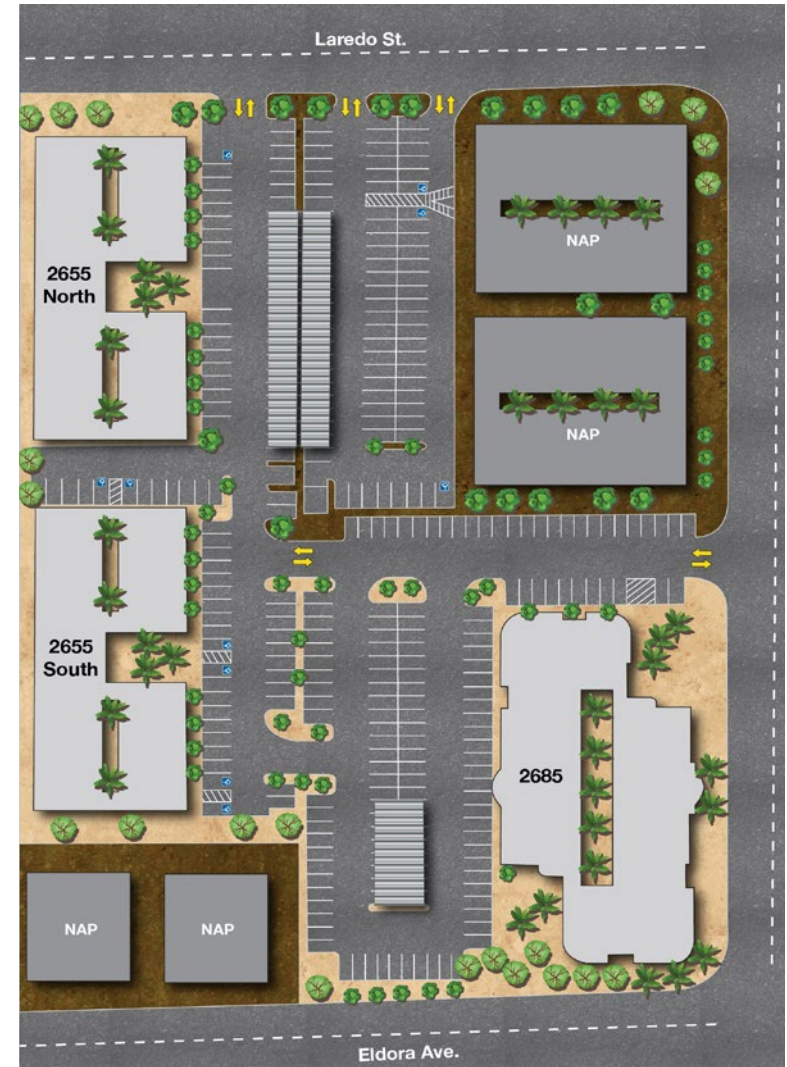 Laredo St.
NAP
2655
North
NAP
2655
South
2685
NAP
NAP
Eldora Ave.